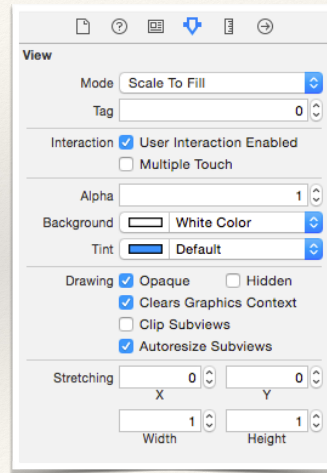 View
Mode Scale To Fill
Tag 0
Interaction User Interaction Enabled
Multiple Touch
Alpha 1
Background White Color
Tint Default
Drawing Opaque Hidden
Clears Graphics Context
Clip Subviews
Autoresize Subviews
Stretching 0 0
X Y
1 1
Width Height